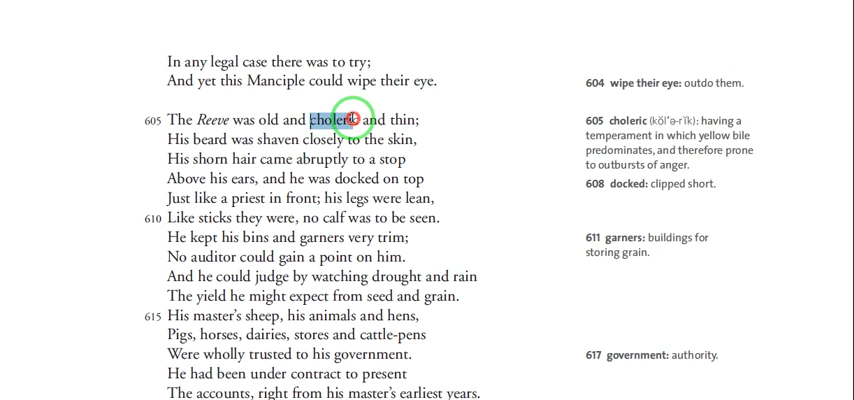 In any legal case there was to try;
And yet this Manciple could wipe their eye.
604 wipe their eye: outdo them.
605 The Reeve was old and choleric and thin;
His beard was shaven closely to the skin,
His shorn hair came abruptly to a stop
Above his ears, and he was docked on top
Just like a priest in front; his legs were lean,
610 Like sticks they were, no calf was to be seen.
He kept his bins and garners very trim;
No auditor could gain a point on him.
And he could judge by watching drought and rain
The yield he might expect from seed and grain.
615 His master's sheep, his animals and hens,
Pigs, horses, dairies, stores and cattle-pens
Were wholly trusted to his government.
He had been under contract to present
The accounts, right from his master's earliest years.
605 choleric (kŏl′ə-rĭk): having a
temperament in which yellow bile
predominates, and therefore prone
to outbursts of anger.
608 docked: clipped short.
611 garners: buildings for
storing grain.
617 government: authority.